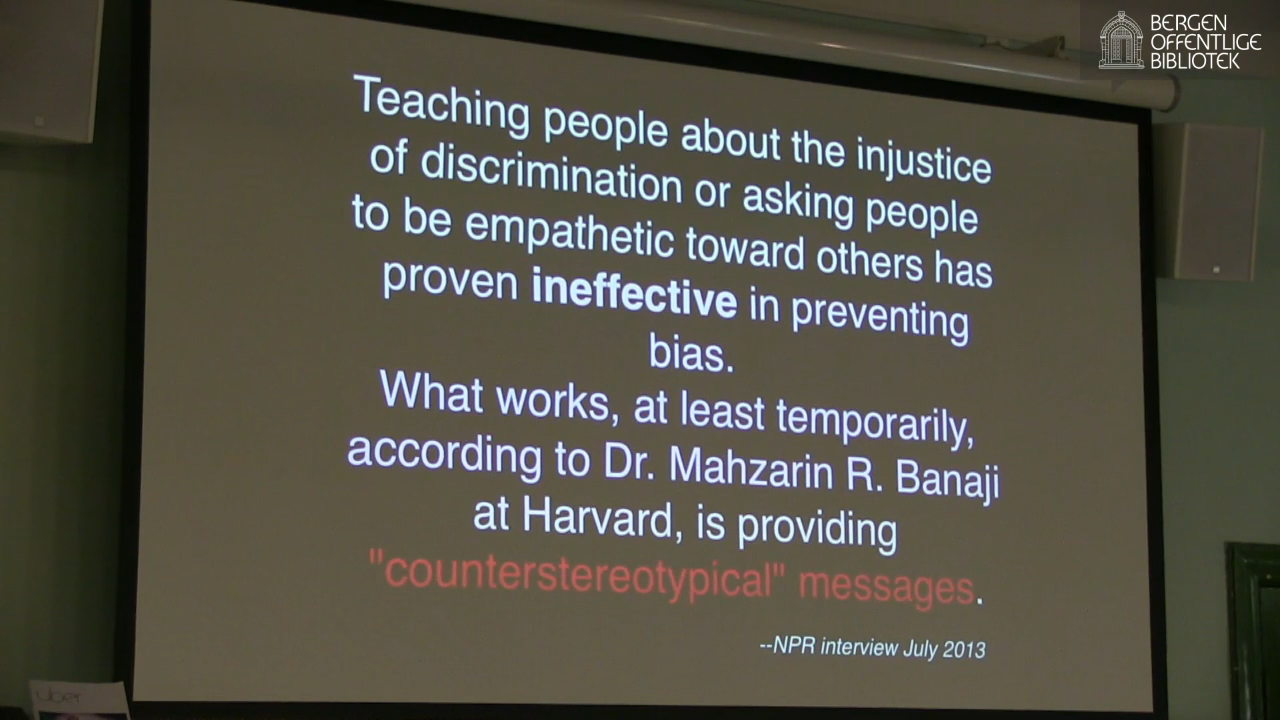 BERGEN
OFFENTLIGE
BIBLIOTEK
Teaching people about the injustice
of discrimination or asking people
to be empathetic toward others has
proven ineffective in preventing
bias.
What works, at least temporarily,
according to Dr. Mahzarin R. Banaji
at Harvard, is providing
"counterstereotypical" messages.
--NPR interview July 2013
uber